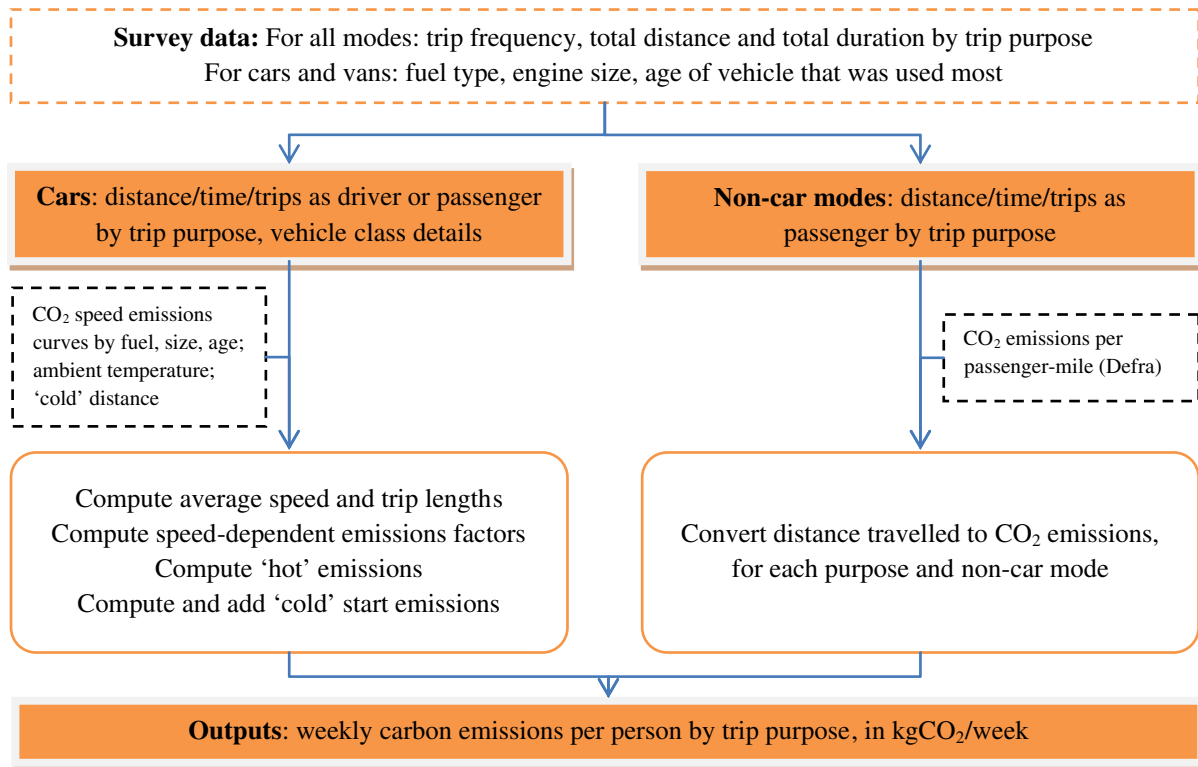 Survey data: For all modes: trip frequency, total distance and total duration by trip purpose
For cars and vans: fuel type, engine size, age of vehicle that was used most
Cars: distance/time/trips as driver or passenger
by trip purpose, vehicle class details
Non-car modes: distance/time/trips as
passenger by trip purpose
CO₂ speed emissions
curves by fuel, size, age;
ambient temperature;
‘cold’ distance
CO₂ emissions per
passenger-mile (Defra)
Compute average speed and trip lengths
Compute speed-dependent emissions factors
Compute ‘hot’ emissions
Compute and add ‘cold’ start emissions
Convert distance travelled to CO₂ emissions,
for each purpose and non-car mode
Outputs: weekly carbon emissions per person by trip purpose, in kgCO₂/week